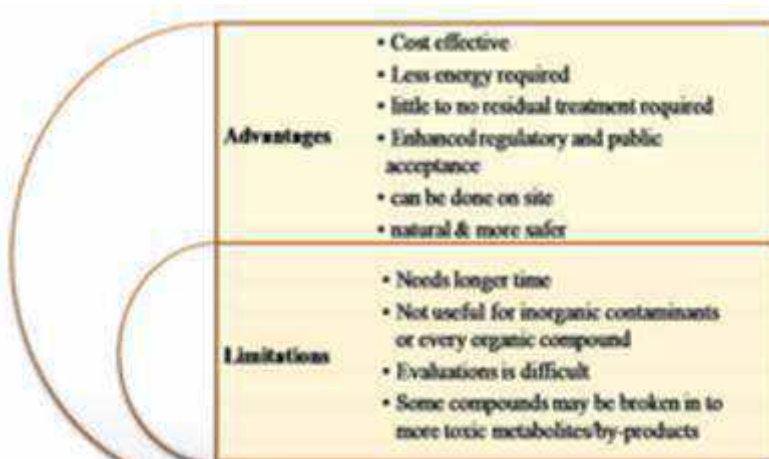 Advantages
• Cost effective
• Less energy required
• little to no residual treatment required
• Enhanced regulatory and public
acceptance
• can be done on site
• natural & more safer
Limitations
• Needs longer time
• Not useful for inorganic contaminants
or every organic compound
• Evaluations is difficult
• Some compounds may be broken in to
more toxic metabolites/by-products